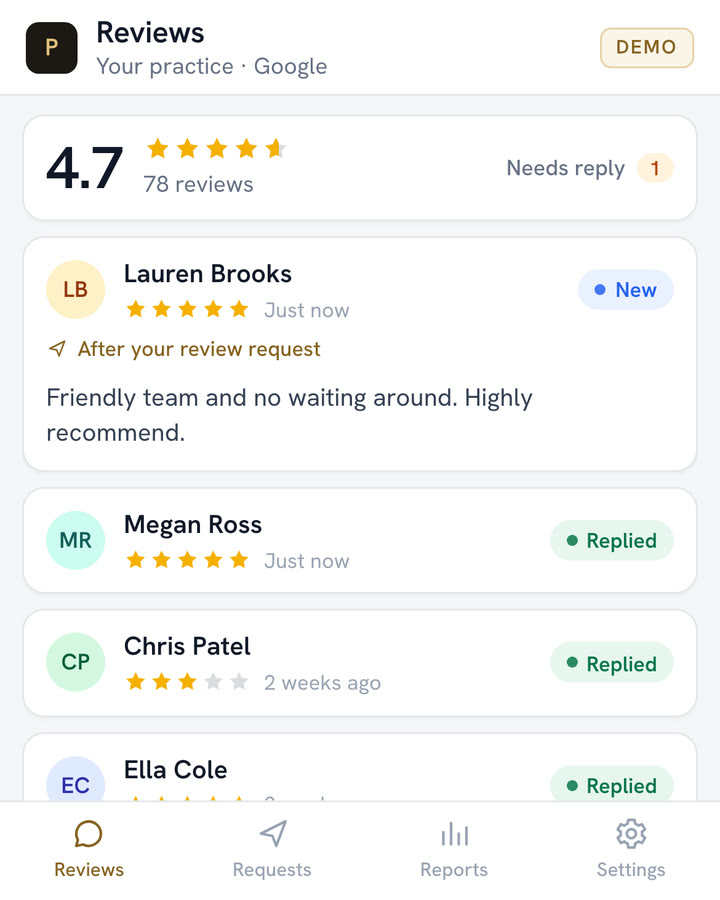 P
Reviews
Your practice · Google
DEMO
4.7
78 reviews
Needs reply 1
LB
Lauren Brooks
Just now
New
After your review request
Friendly team and no waiting around. Highly
recommend.
MR
Megan Ross
Just now
Replied
CP
Chris Patel
2 weeks ago
Replied
EC
Ella Cole
Replied
Reviews
Requests
Reports
Settings